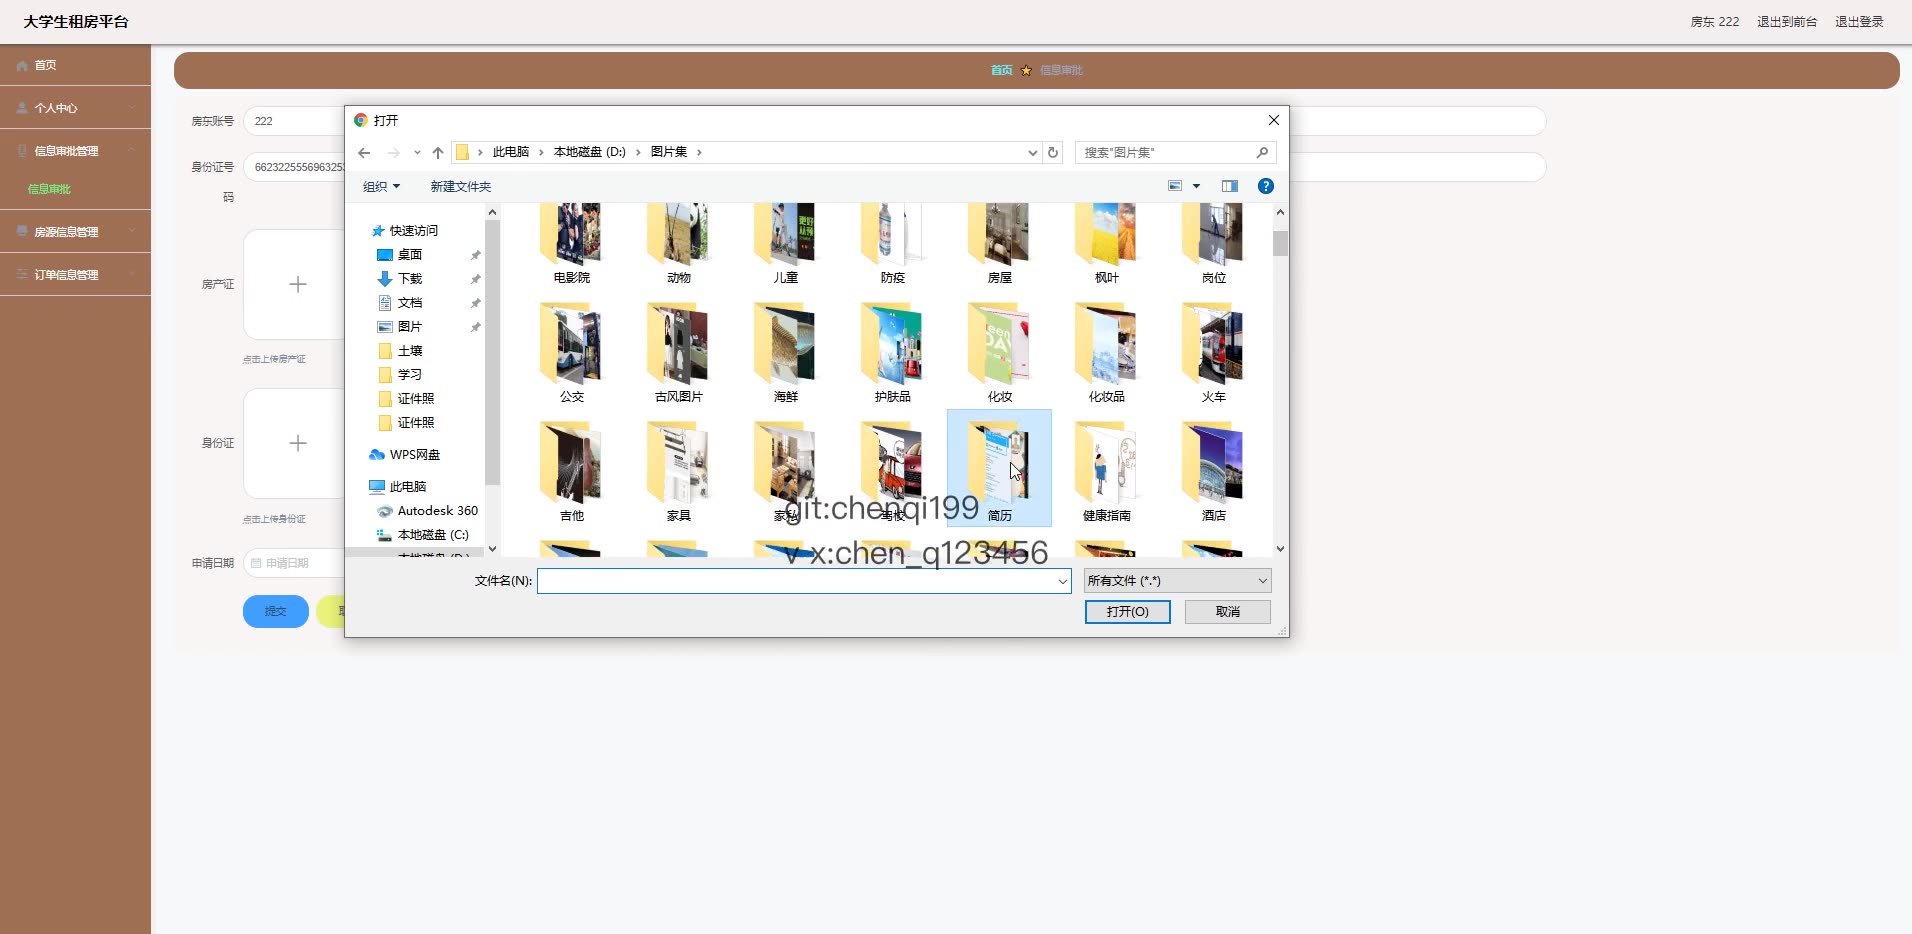 大学生租房平台
房东 222
退出到前台
退出登录
首页
个人中心
信息审批管理
信息审批
房源信息管理
订单信息管理
首页
信息审批
房东账号
222
身份证号码
房产证
点击上传房产证
身份证
点击上传身份证
申请日期
申请日期
提交
打开
此电脑
本地磁盘 (D:)
图片集
搜索"图片集"
组织
新建文件夹
快速访问
桌面
下载
文档
图片
土壤
学习
证件照
证件照
WPS网盘
此电脑
Autodesk 360
本地磁盘 (C:)
电影院
动物
儿童
防疫
房屋
枫叶
岗位
公交
古风图片
海鲜
护肤品
化妆
化妆品
火车
吉他
家具
家私
驾校
简历
健康指南
酒店
git:chenqi199
v-x:chen_q123456
文件名(N):
所有文件 (*.*)
打开(O)
取消